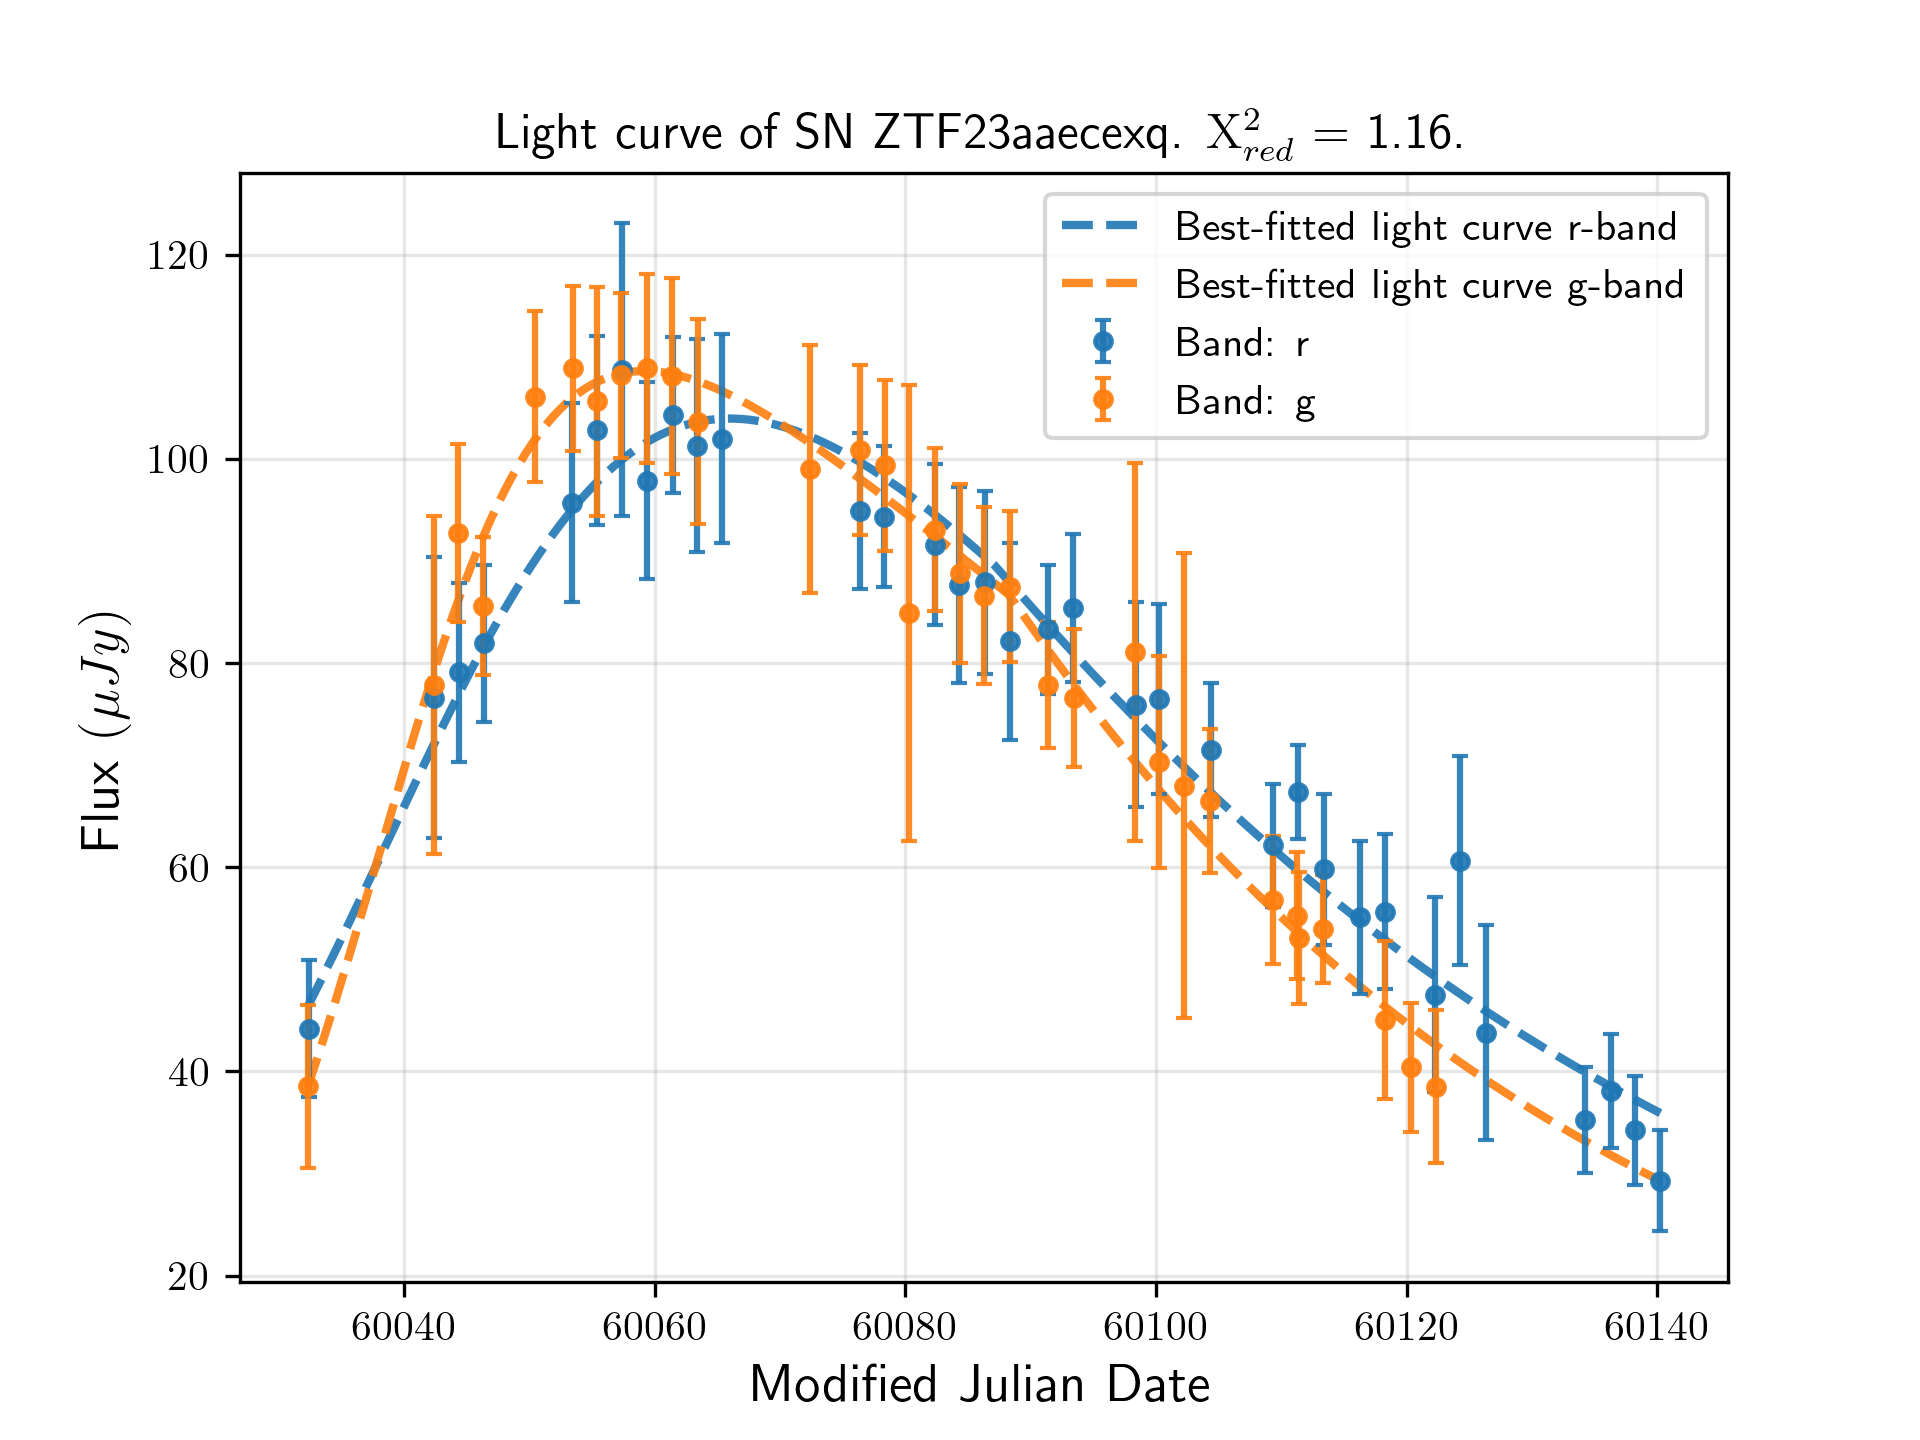 Light curve of SN ZTF23aaecexq. X²_red = 1.16.
Best-fitted light curve r-band
Best-fitted light curve g-band
Band: r
Band: g
Flux (μJy)
120
100
80
60
40
20
60040 60060 60080 60100 60120 60140
Modified Julian Date